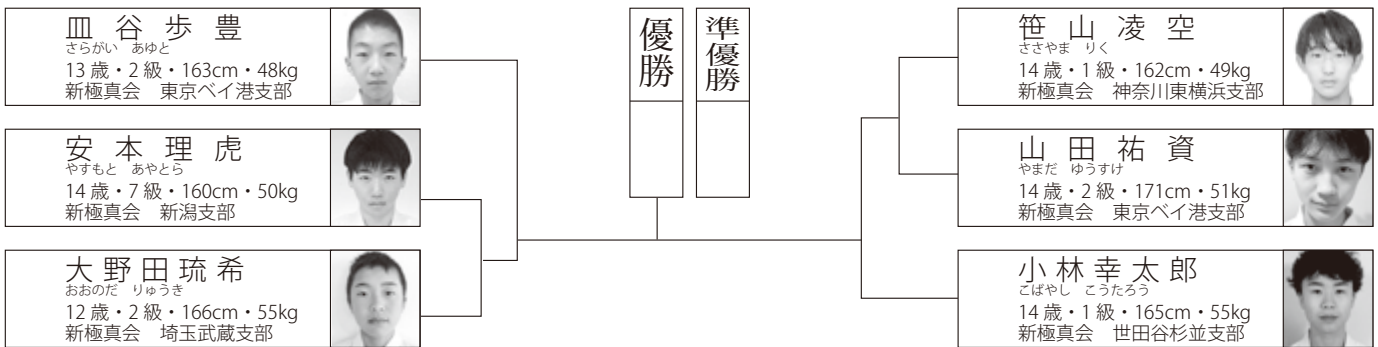 皿谷歩豊
さらがい あゆと
13歳・2級・163cm・48kg
新極真会 東京ベイ港支部
安本理虎
やすもと あやとら
14歳・7級・160cm・50kg
新極真会 新潟支部
大野田琉希
おおのだ りゅうき
12歳・2級・166cm・55kg
新極真会 埼玉武蔵支部
優勝
準優勝
笹山凌空
ささやま りく
14歳・1級・162cm・49kg
新極真会 神奈川東横浜支部
山田祐資
やまだ ゆうすけ
14歳・2級・171cm・51kg
新極真会 東京ベイ港支部
小林幸太郎
こばやし こうたろう
14歳・1級・165cm・55kg
新極真会 世田谷杉並支部